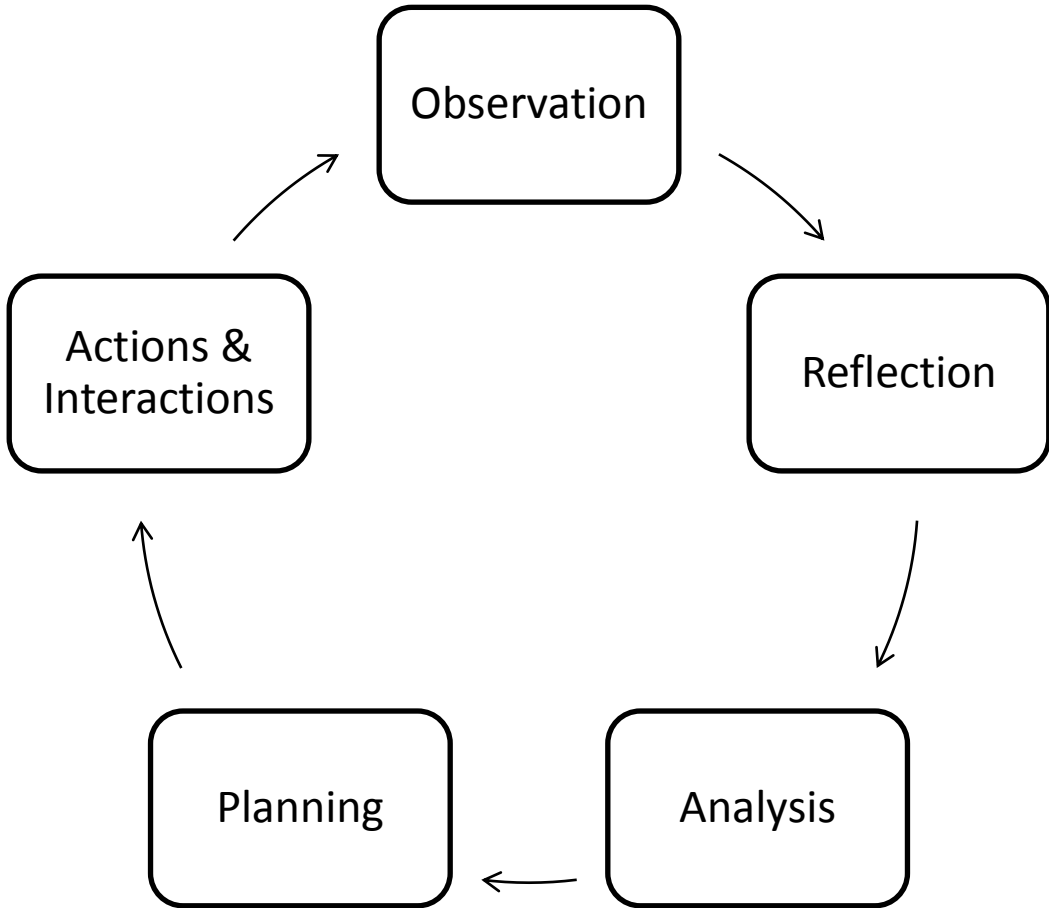 Observation
Reflection
Analysis
Planning
Actions &
Interactions